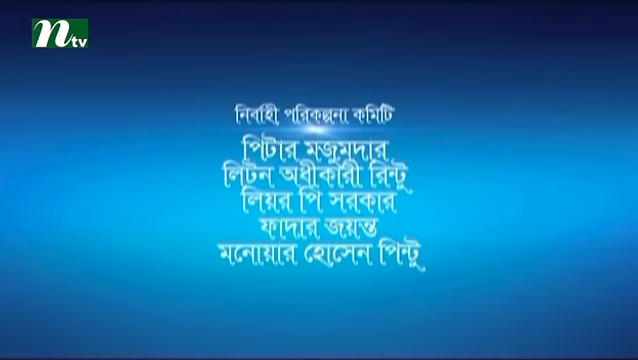 ntv
নির্বাহী পরিকল্পনা কমিটি
পিটার মজুমদার
লিটন অধীকারী রিন্টু
লিয়র পি সরকার
ফাদার জয়ন্ত
মনোয়ার হোসেন পিন্টু